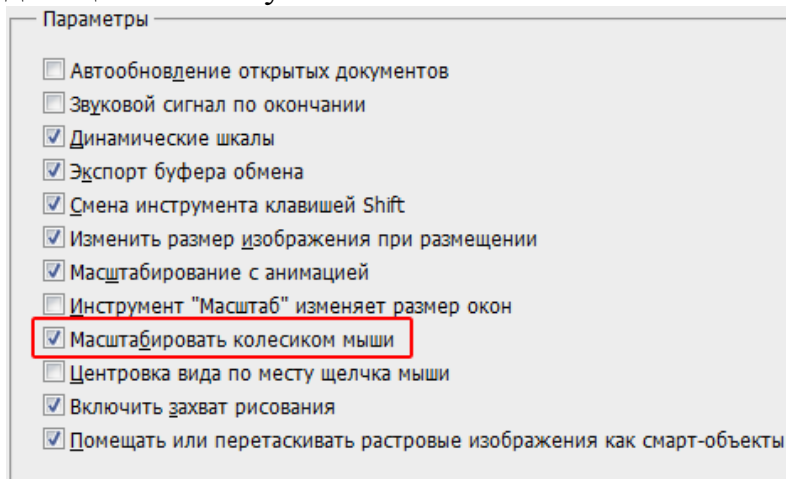 Параметры
Автообновление открытых документов
Звуковой сигнал по окончании
Динамические шкалы
Экспорт буфера обмена
Смена инструмента клавишей Shift
Изменить размер изображения при размещении
Масштабирование с анимацией
Инструмент "Масштаб" изменяет размер окон
Масштабировать колесиком мыши
Центровка вида по месту щелчка мыши
Включить захват рисования
Помещать или перетаскивать растровые изображения как смарт-объекты